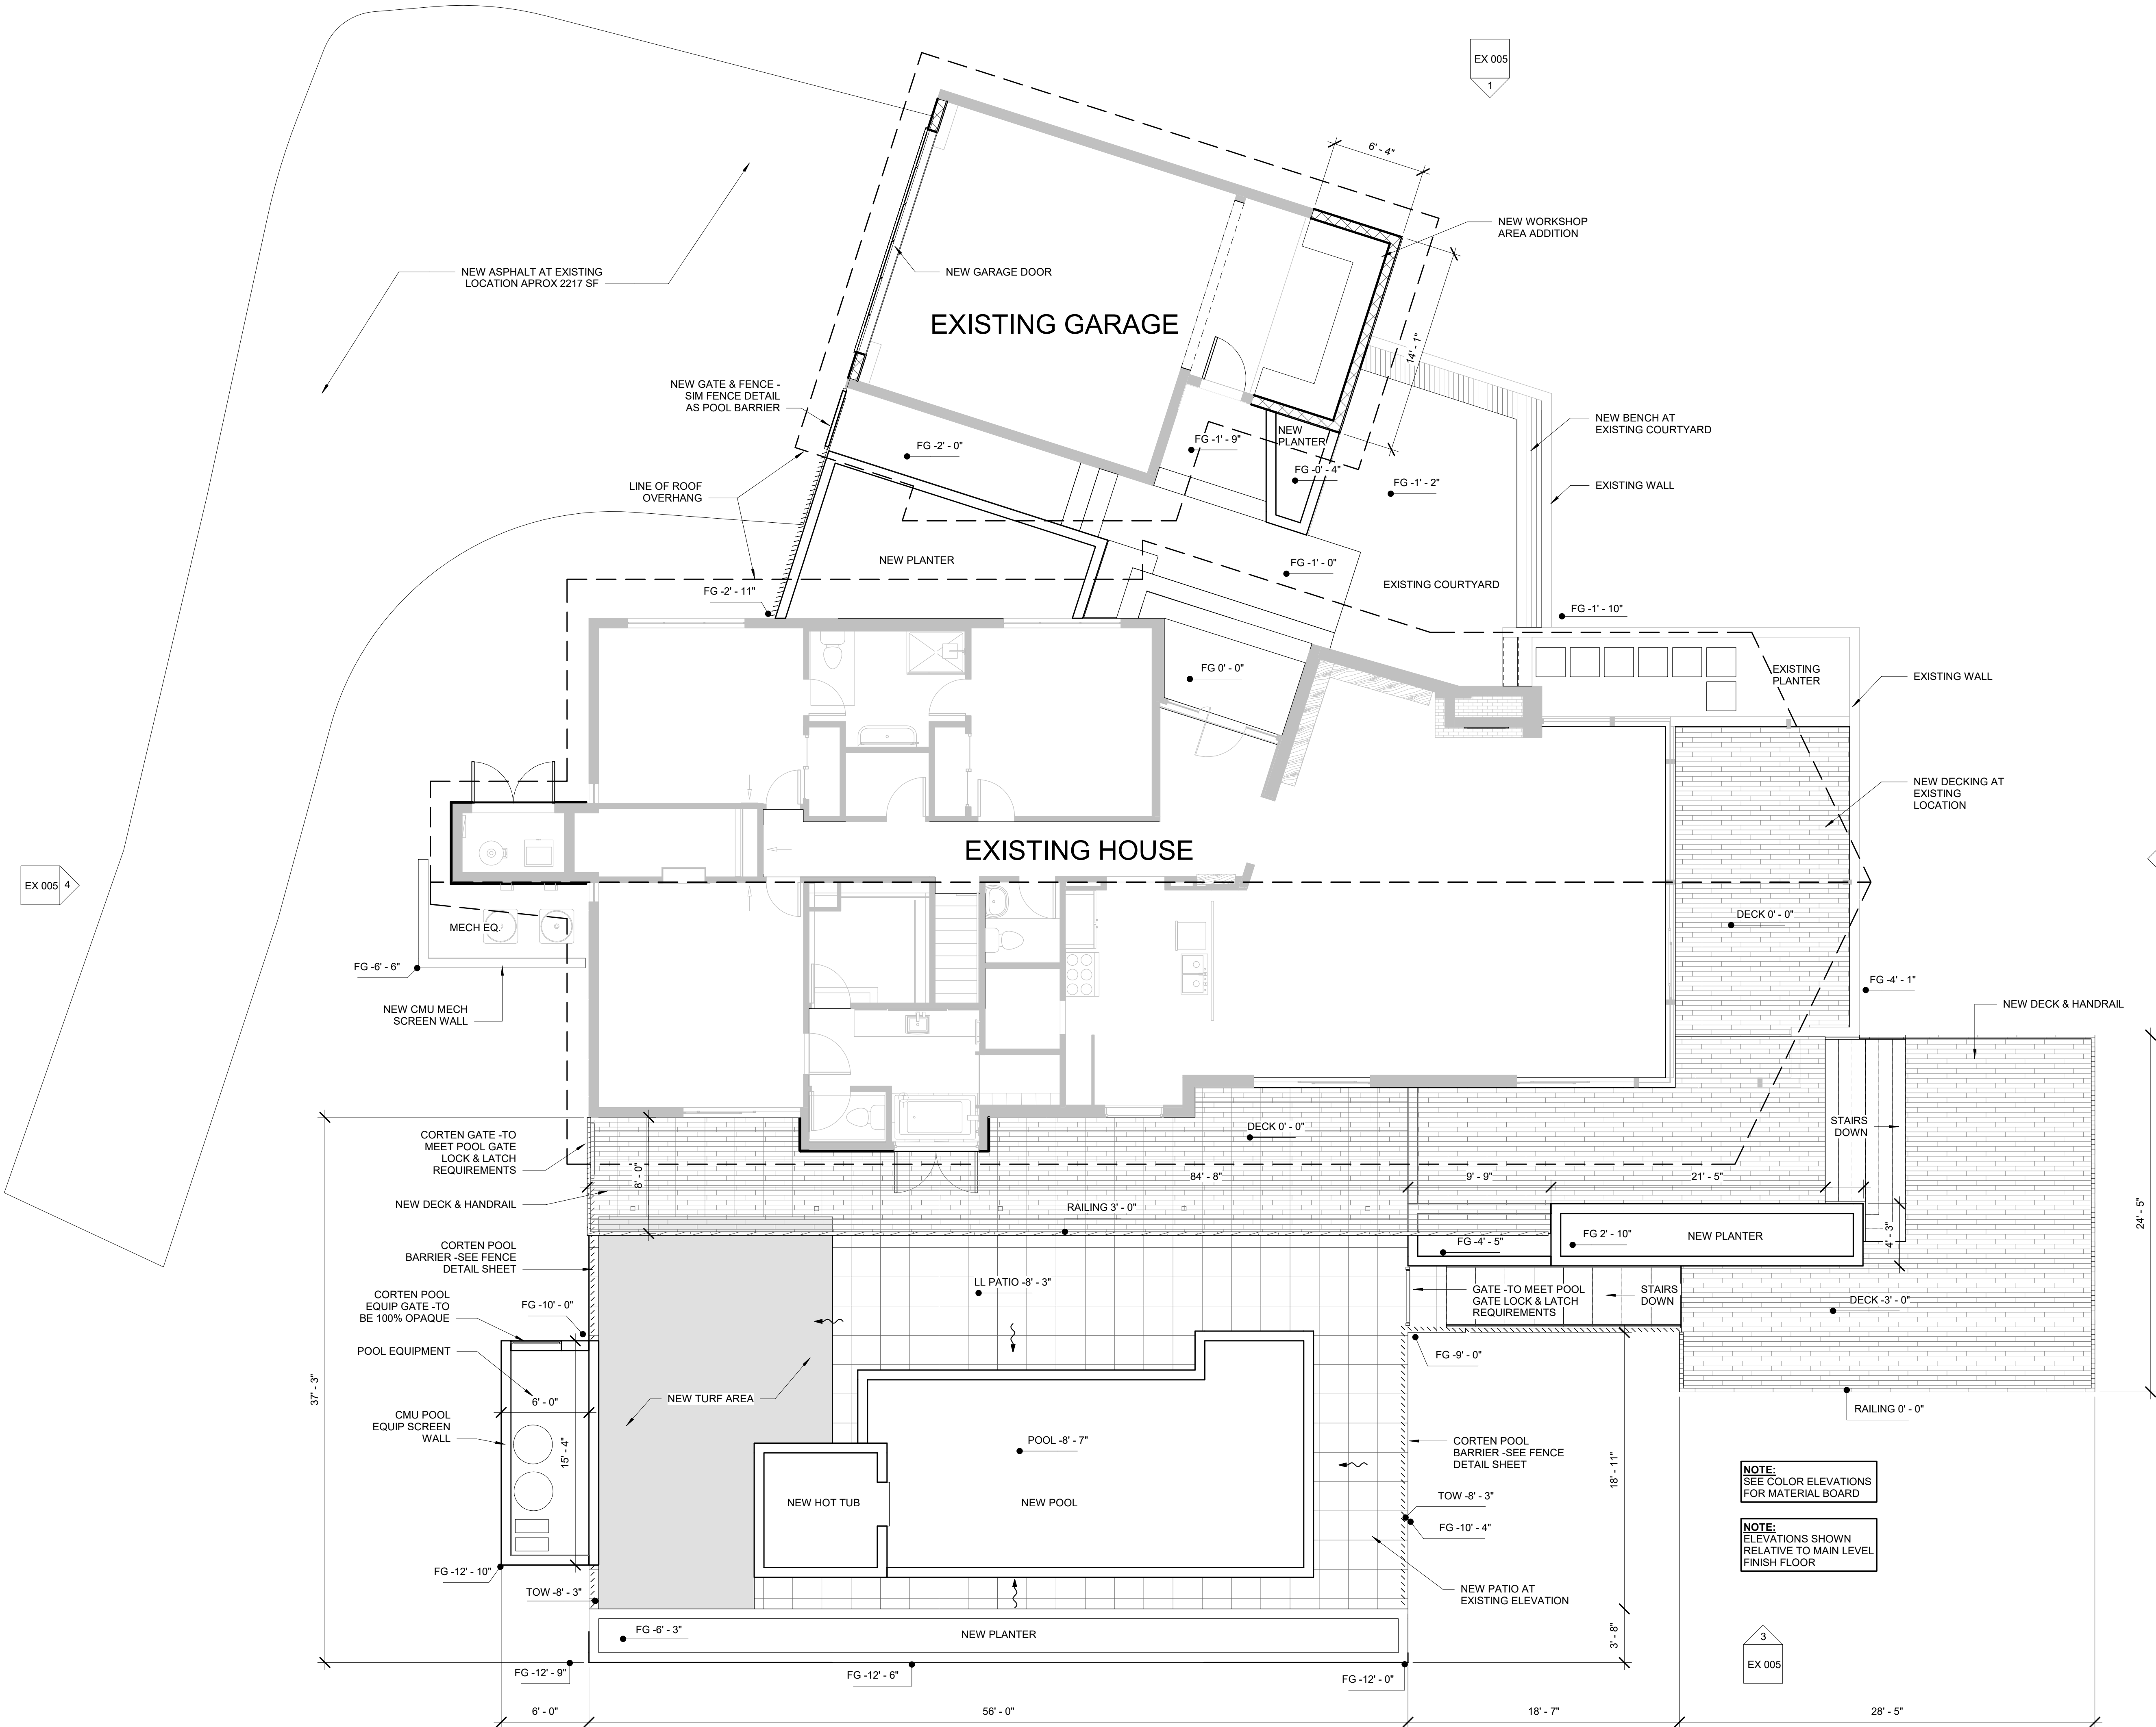 EX 005
1
6' - 4"
NEW WORKSHOP
AREA ADDITION
NEW ASPHALT AT EXISTING
LOCATION APROX 2217 SF
NEW GARAGE DOOR
EXISTING GARAGE
14' - 1"
NEW GATE & FENCE -
SIM FENCE DETAIL
AS POOL BARRIER
NEW BENCH AT
EXISTING COURTYARD
FG -2' - 0"
FG -1' - 9"
NEW
PLANTER
FG -0' - 4"
FG -1' - 2"
LINE OF ROOF
OVERHANG
EXISTING WALL
NEW PLANTER
FG -1' - 0"
EXISTING COURTYARD
FG -2' - 11"
FG -1' - 10"
FG 0' - 0"
EXISTING
PLANTER
EXISTING WALL
NEW DECKING AT
EXISTING
LOCATION
EXISTING HOUSE
EX 005
4
DECK 0' - 0"
MECH EQ.
FG -6' - 6"
FG -4' - 1"
NEW CMU MECH
SCREEN WALL
NEW DECK & HANDRAIL
CORTEN GATE -TO
MEET POOL GATE
LOCK & LATCH
REQUIREMENTS
DECK 0' - 0"
STAIRS
DOWN
8' - 0"
84' - 8"
9' - 9"
21' - 5"
NEW DECK & HANDRAIL
RAILING 3' - 0"
24' - 5"
4' - 3"
CORTEN POOL
BARRIER -SEE FENCE
DETAIL SHEET
FG -4' - 5"
FG 2' - 10"
NEW PLANTER
LL PATIO -8' - 3"
GATE -TO MEET POOL
GATE LOCK & LATCH
REQUIREMENTS
STAIRS
DOWN
DECK -3' - 0"
CORTEN POOL
EQUIP GATE -TO
BE 100% OPAQUE
FG -10' - 0"
POOL EQUIPMENT
FG -9' - 0"
37' - 3"
6' - 0"
NEW TURF AREA
RAILING 0' - 0"
CMU POOL
EQUIP SCREEN
WALL
15' - 4"
POOL -8' - 7"
CORTEN POOL
BARRIER -SEE FENCE
DETAIL SHEET
18' - 11"
NOTE:
SEE COLOR ELEVATIONS
FOR MATERIAL BOARD
NEW HOT TUB
NEW POOL
TOW -8' - 3"
FG -10' - 4"
NOTE:
ELEVATIONS SHOWN
RELATIVE TO MAIN LEVEL
FINISH FLOOR
FG -12' - 10"
TOW -8' - 3"
NEW PATIO AT
EXISTING ELEVATION
FG -6' - 3"
NEW PLANTER
3' - 8"
3
EX 005
FG -12' - 9"
FG -12' - 6"
FG -12' - 0"
6' - 0"
56' - 0"
18' - 7"
28' - 5"